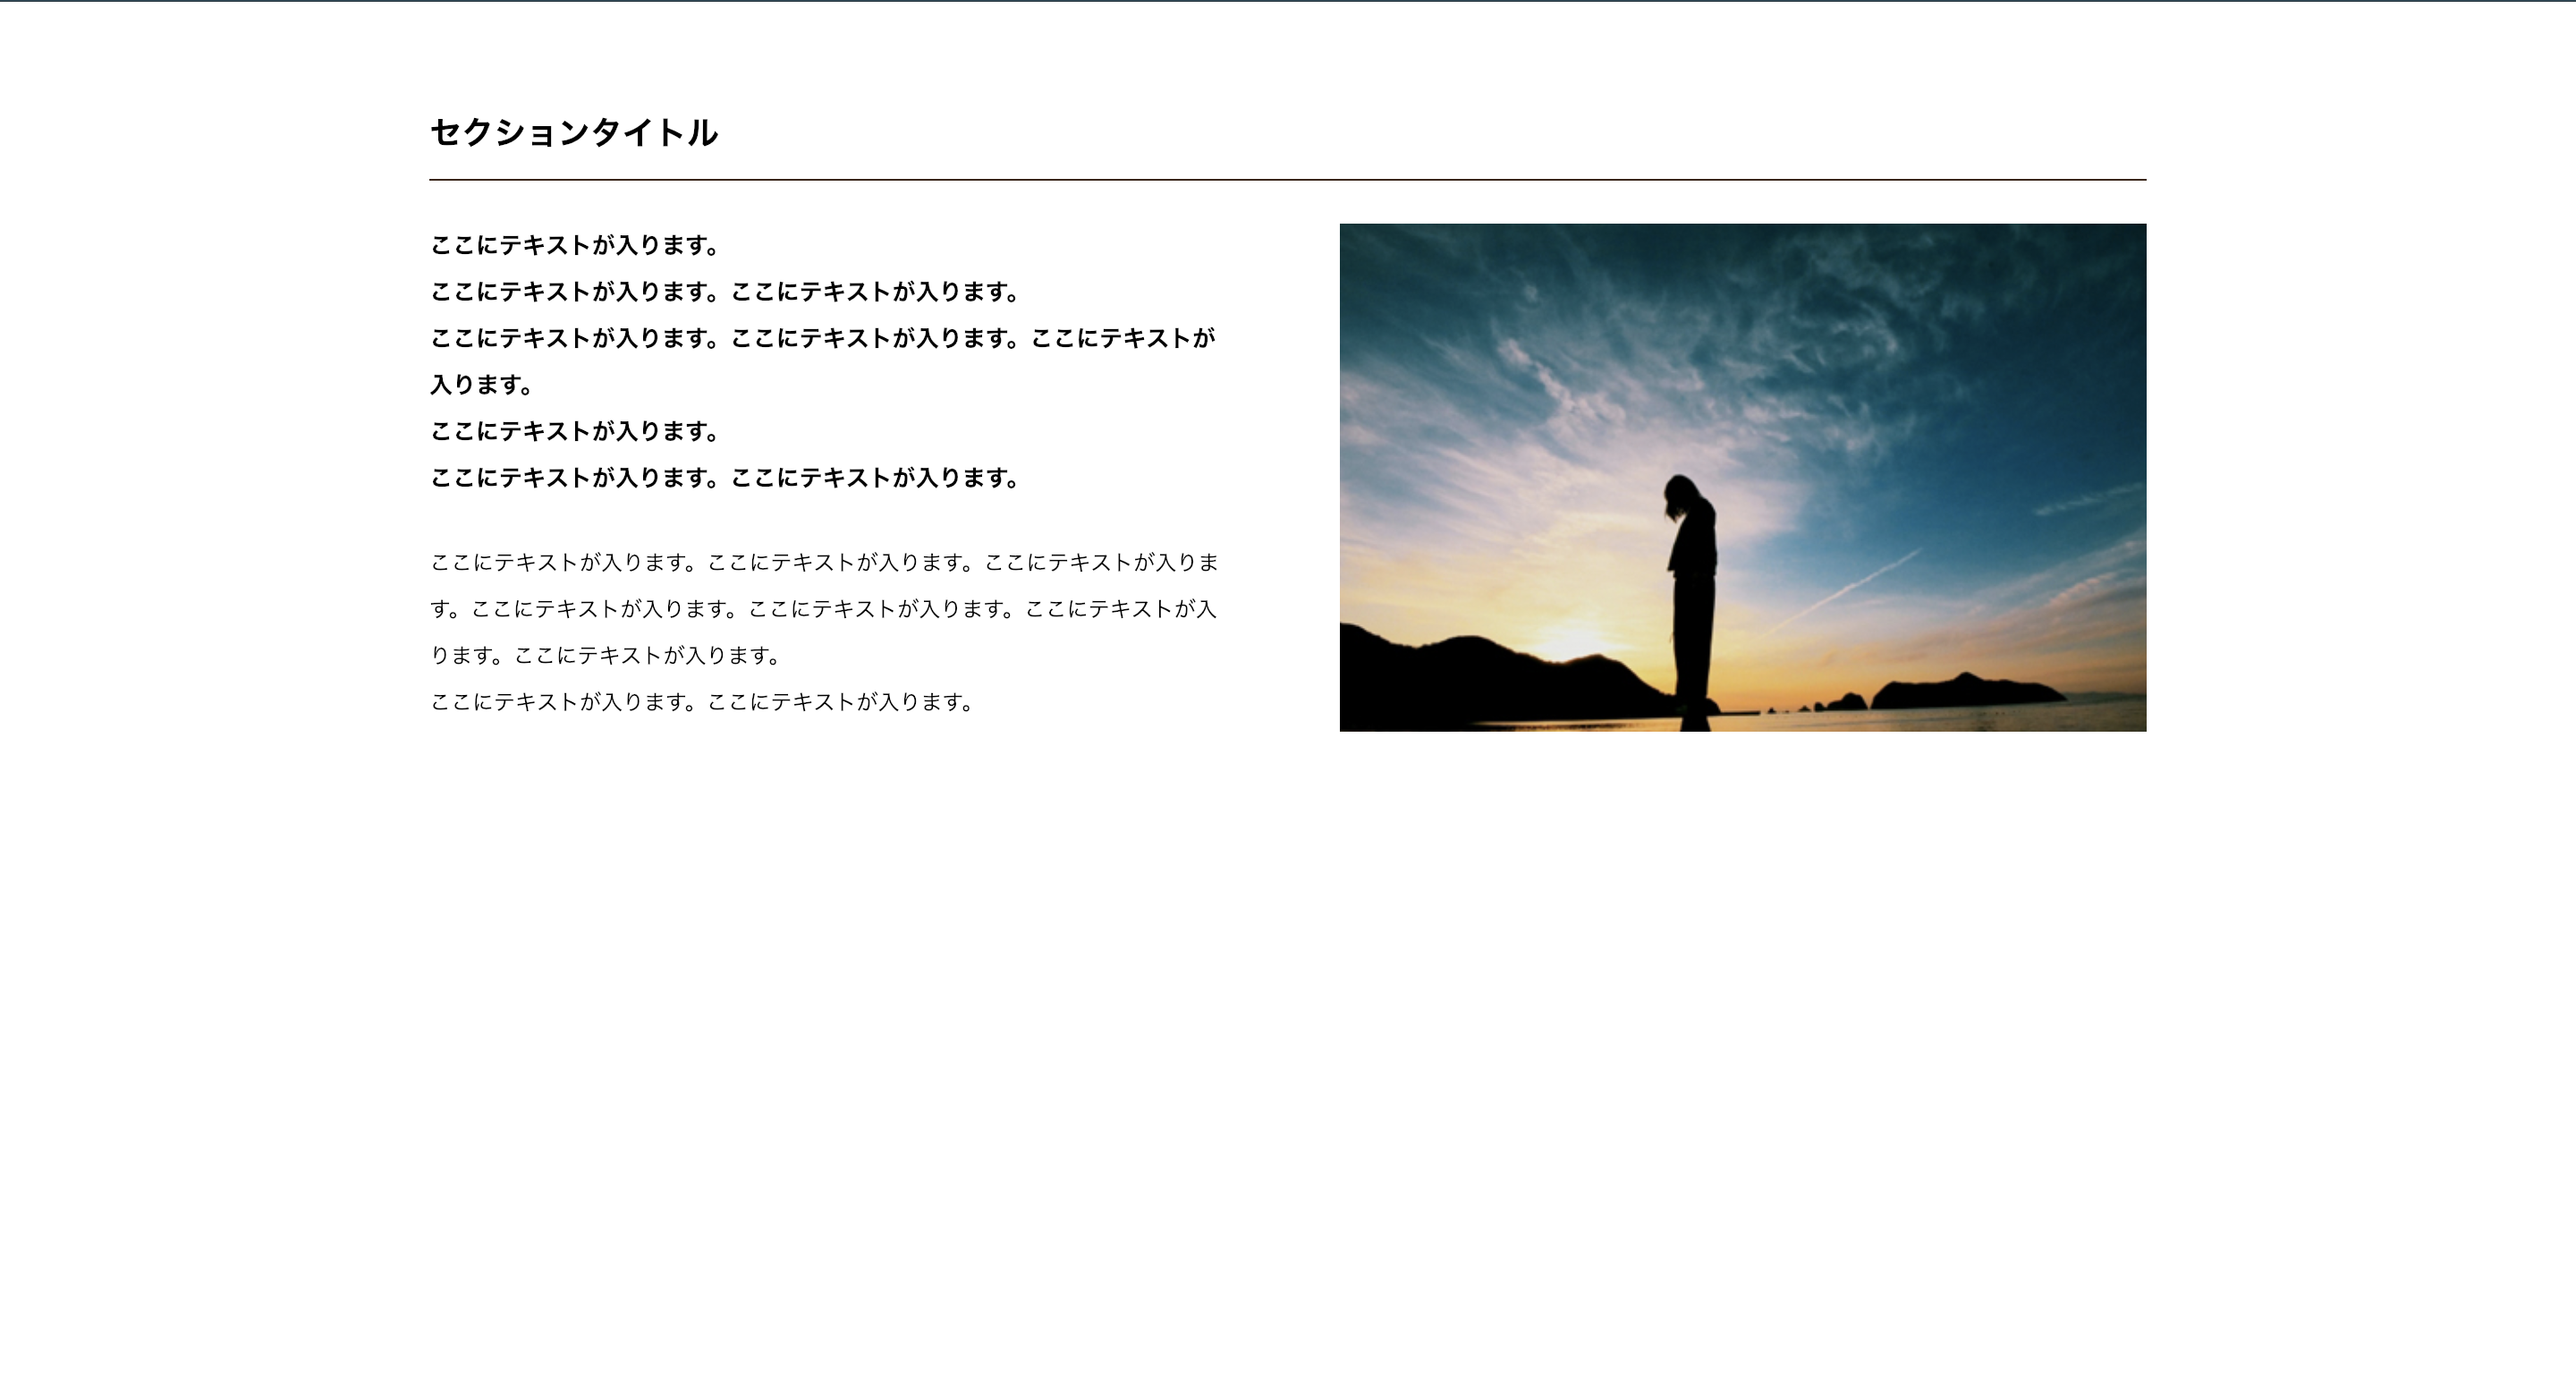 セクションタイトル
ここにテキストが入ります。
ここにテキストが入ります。ここにテキストが入ります。
ここにテキストが入ります。ここにテキストが入ります。ここにテキストが
入ります。
ここにテキストが入ります。
ここにテキストが入ります。ここにテキストが入ります。
ここにテキストが入ります。ここにテキストが入ります。ここにテキストが入りま
す。ここにテキストが入ります。ここにテキストが入ります。ここにテキストが入
ります。ここにテキストが入ります。
ここにテキストが入ります。ここにテキストが入ります。